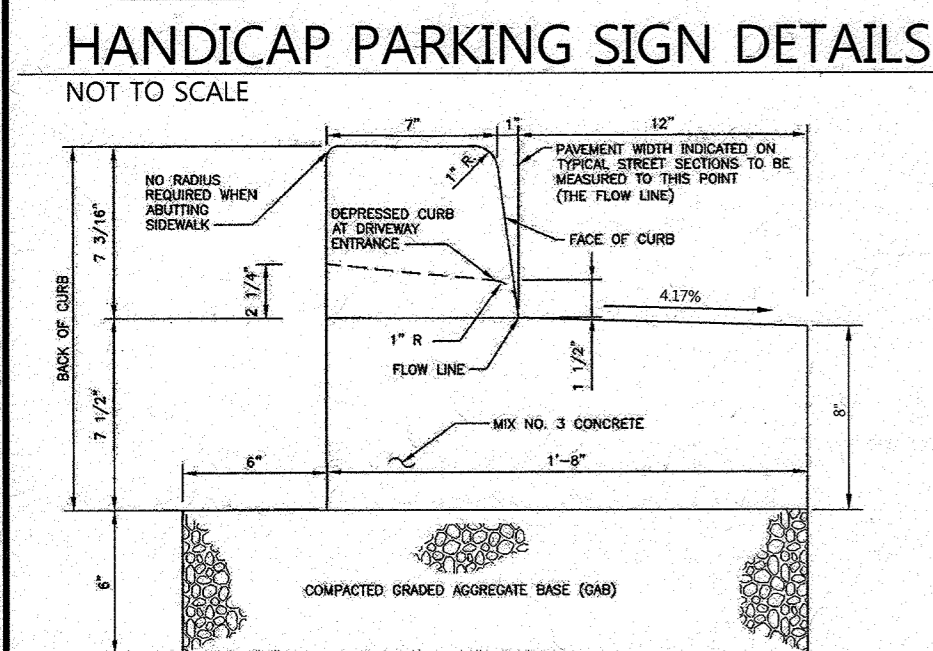 HANDICAP PARKING SIGN DETAILS
NOT TO SCALE
7"
1"
12"
PAVEMENT WIDTH INDICATED ON
TYPICAL STREET SECTIONS TO BE
MEASURED TO THIS POINT
(THE FLOW LINE)
NO RADIUS
REQUIRED WHEN
ABUTTING
SIDEWALK
1" R.
7 3/16"
DEPRESSED CURB
AT DRIVEWAY
ENTRANCE
FACE OF CURB
BACK OF CURB
2 1/4"
4.17%
1" R
FLOW LINE
1 1/2"
7 1/2"
8"
MIX NO. 3 CONCRETE
6"
1'-8"
6"
COMPACTED GRADED AGGREGATE BASE (GAB)